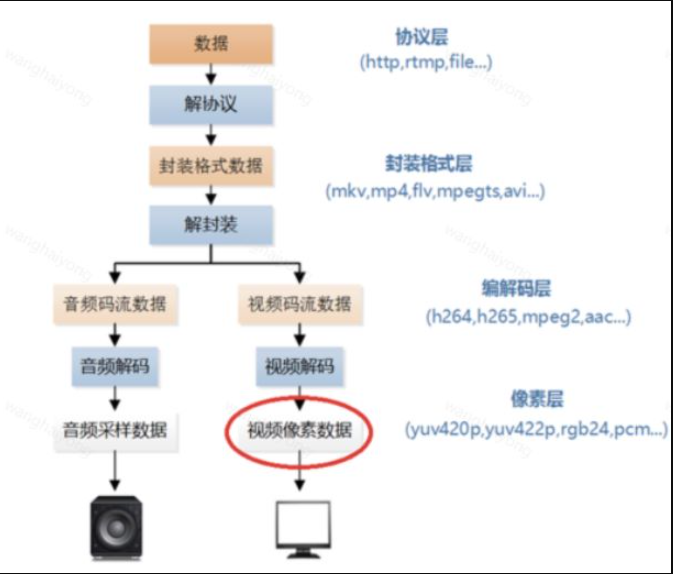 数据
协议层
(http,rtmp,file...)
解协议
封装格式数据
封装格式层
(mkv,mp4,flv,mpegts,avi...)
解封装
音频码流数据
视频码流数据
编解码层
(h264,h265,mpeg2,aac...)
音频解码
视频解码
音频采样数据
视频像素数据
像素层
(yuv420p,yuv422p,rgb24,pcm...)
wanghaiyong
wanghaiyong
wanghaiyong
wanghaiyong